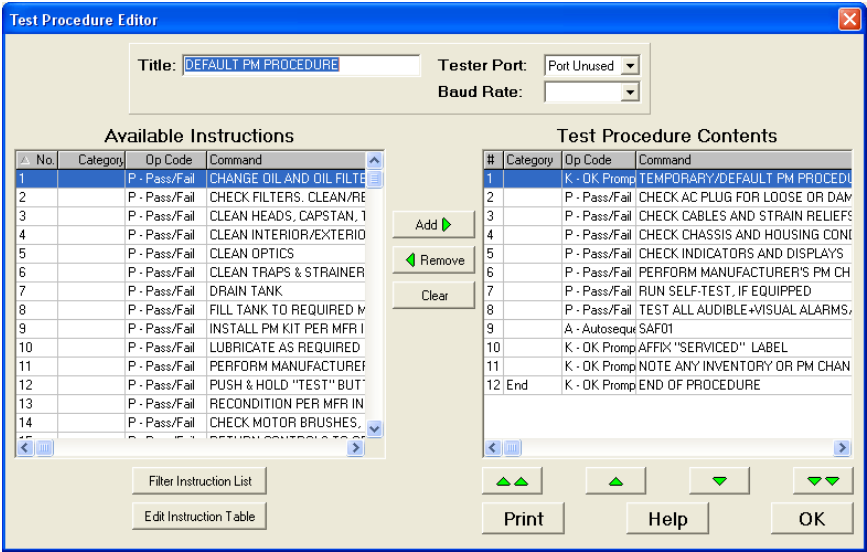 Test Procedure Editor
Title: DEFAULT PM PROCEDURE Tester Port: Port Unused
Baud Rate:
Available Instructions
No. Category Op Code Command
1 P - Pass/Fail CHANGE OIL AND OIL FILTE
2 P - Pass/Fail CHECK FILTERS. CLEAN/RE
3 P - Pass/Fail CLEAN HEADS, CAPSTAN,
4 P - Pass/Fail CLEAN INTERIOR/EXTERIO
5 P - Pass/Fail CLEAN OPTICS
6 P - Pass/Fail CLEAN TRAPS & STRAINER
7 P - Pass/Fail DRAIN TANK
8 P - Pass/Fail FILL TANK TO REQUIRED M
9 P - Pass/Fail INSTALL PM KIT PER MFR I
10 P - Pass/Fail LUBRICATE AS REQUIRED
11 P - Pass/Fail PERFORM MANUFACTURER
12 P - Pass/Fail PUSH & HOLD "TEST" BUTT
13 P - Pass/Fail RECONDITION PER MFR IN
14 P - Pass/Fail CHECK MOTOR BRUSHES,
Filter Instruction List
Edit Instruction Table
Add
Remove
Clear
Test Procedure Contents
# Category Op Code Command
1 K - OK Promp TEMPORARY/DEFAULT PM PROCEDU
2 P - Pass/Fail CHECK AC PLUG FOR LOOSE OR DAM
3 P - Pass/Fail CHECK CABLES AND STRAIN RELIEFS
4 P - Pass/Fail CHECK CHASSIS AND HOUSING CONI
5 P - Pass/Fail CHECK INDICATORS AND DISPLAYS
6 P - Pass/Fail PERFORM MANUFACTURER'S PM CH
7 P - Pass/Fail RUN SELF-TEST, IF EQUIPPED
8 P - Pass/Fail TEST ALL AUDIBLE+VISUAL ALARMS,
9 A - Autoseque SAF01
10 K - OK Promp AFFIX "SERVICED" LABEL
11 K - OK Promp NOTE ANY INVENTORY OR PM CHAN
12 End K - OK Promp END OF PROCEDURE
Print Help OK